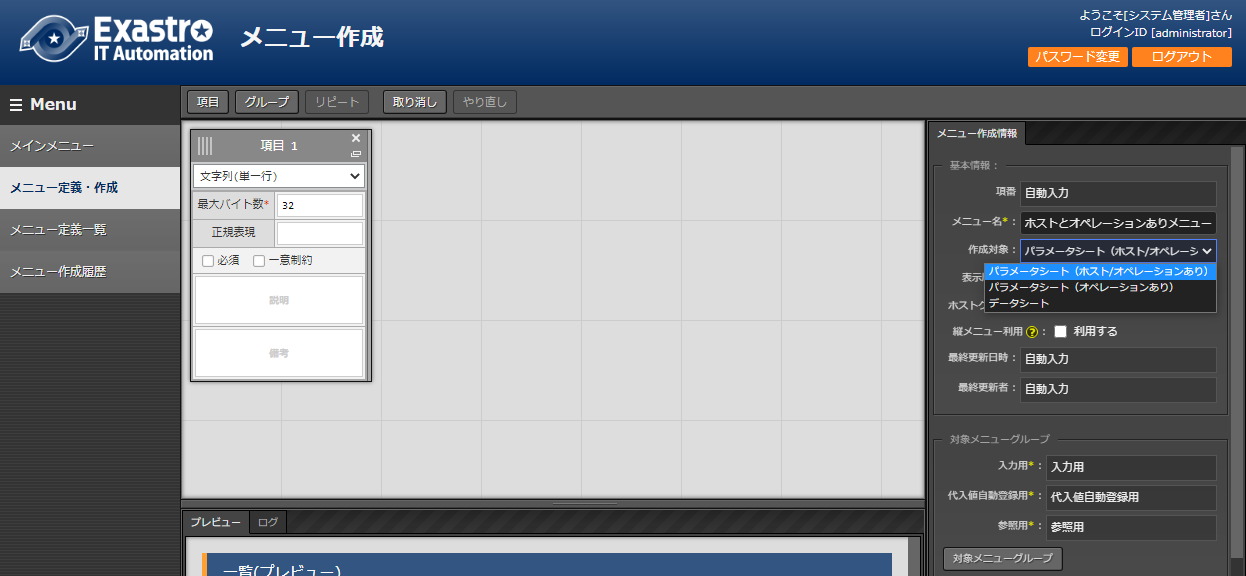 Exastro
IT Automation
メニュー作成
ようこそ[システム管理者]さん
ログインID [administrator]
パスワード変更
ログアウト
Menu
メインメニュー
メニュー定義・作成
メニュー定義一覧
メニュー作成履歴
項目
グループ
リピート
取り消し
やり直し
項目 1
文字列(単一行)
最大バイト数*
32
正規表現
必須
一意制約
説明
備考
プレビュー
ログ
一覧(プレビュー)
メニュー作成情報
基本情報：
項番
自動入力
メニュー名*：
ホストとオペレーションありメニュー
作成対象：
パラメータシート（ホスト/オペレーシ
パラメータシート（ホスト/オペレーションあり）
パラメータシート（オペレーションあり）
データシート
表示
ホスト
縦メニュー利用?：
利用する
最終更新日時：
自動入力
最終更新者：
自動入力
対象メニューグループ
入力用*：
入力用
代入値自動登録用*：
代入値自動登録用
参照用*：
参照用
対象メニューグループ